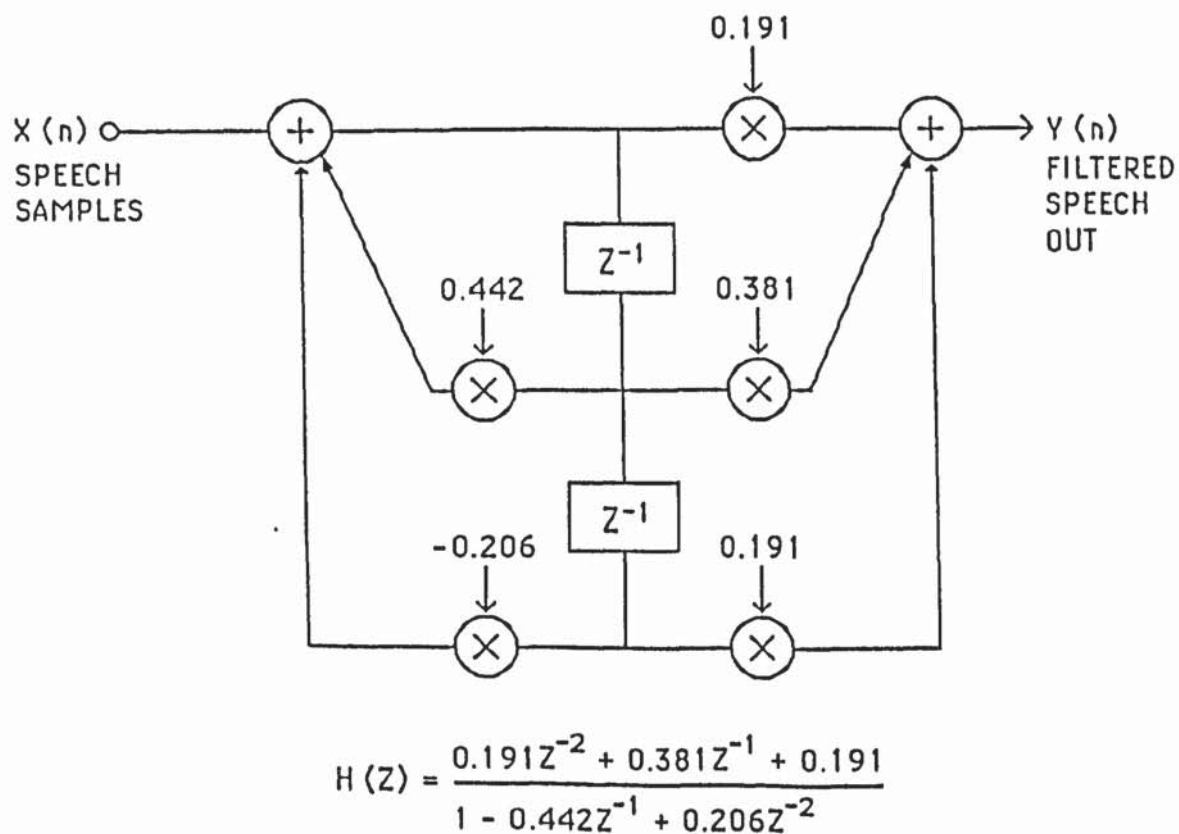 0.191
X(n)
SPEECH
SAMPLES
+
×
+
Y(n)
FILTERED
SPEECH
OUT
Z⁻¹
0.442
0.381
×
×
Z⁻¹
-0.206
0.191
×
×
H(Z) = \frac{0.191Z^{-2} + 0.381Z^{-1} + 0.191}{1 - 0.442Z^{-1} + 0.206Z^{-2}}